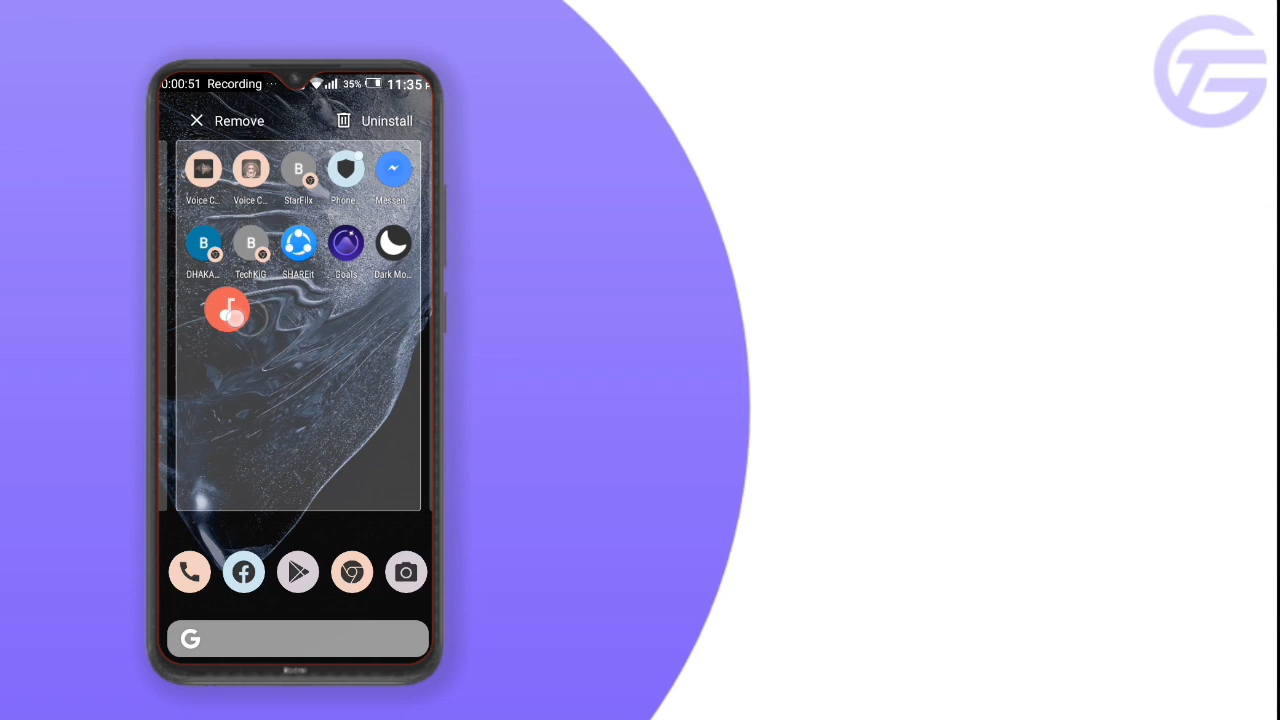 0:00:51 Recording ··· 35% 11:35
Remove Uninstall
Voice C... Voice C... StarFilx Phone Messen
B
DHAKA... TechKiG SHAREit Goals Dark Mo...
B B
G